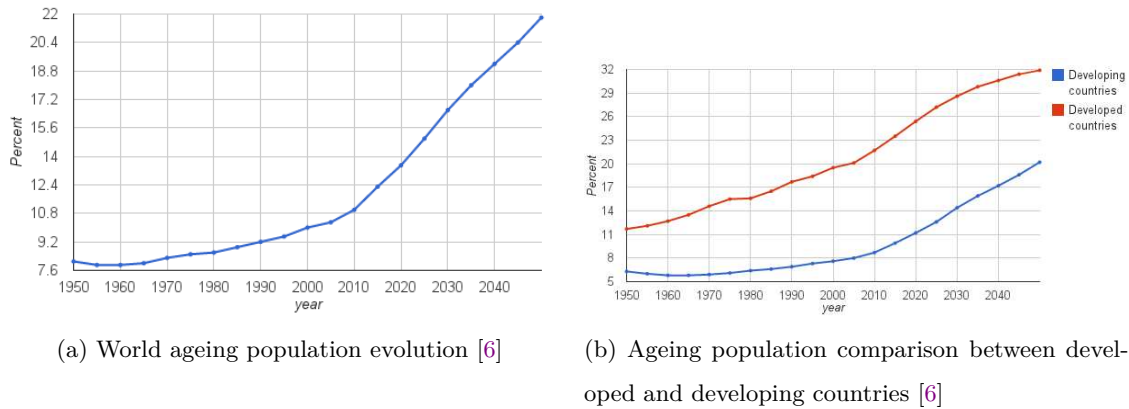 22
20.4
18.8
17.2
15.6
14
12.4
10.8
9.2
7.6
Percent
1950 1960 1970 1980 1990 2000 2010 2020 2030 2040
year
(a) World ageing population evolution [6]
32
29
26
23
20
17
14
11
8
5
Percent
1950 1960 1970 1980 1990 2000 2010 2020 2030 2040
year
Developing
countries
Developed
countries
(b) Ageing population comparison between devel-
oped and developing countries [6]